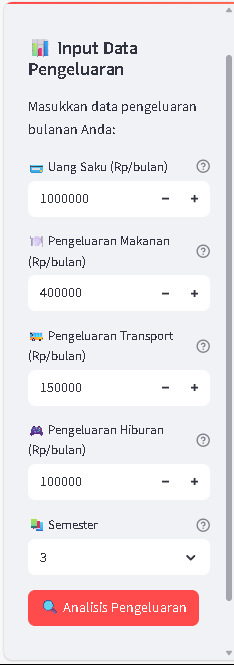 Input Data
Pengeluaran
Masukkan data pengeluaran
bulanan Anda:
Uang Saku (Rp/bulan)
1000000
Pengeluaran Makanan
(Rp/bulan)
400000
Pengeluaran Transport
(Rp/bulan)
150000
Pengeluaran Hiburan
(Rp/bulan)
100000
Semester
3
Analisis Pengeluaran